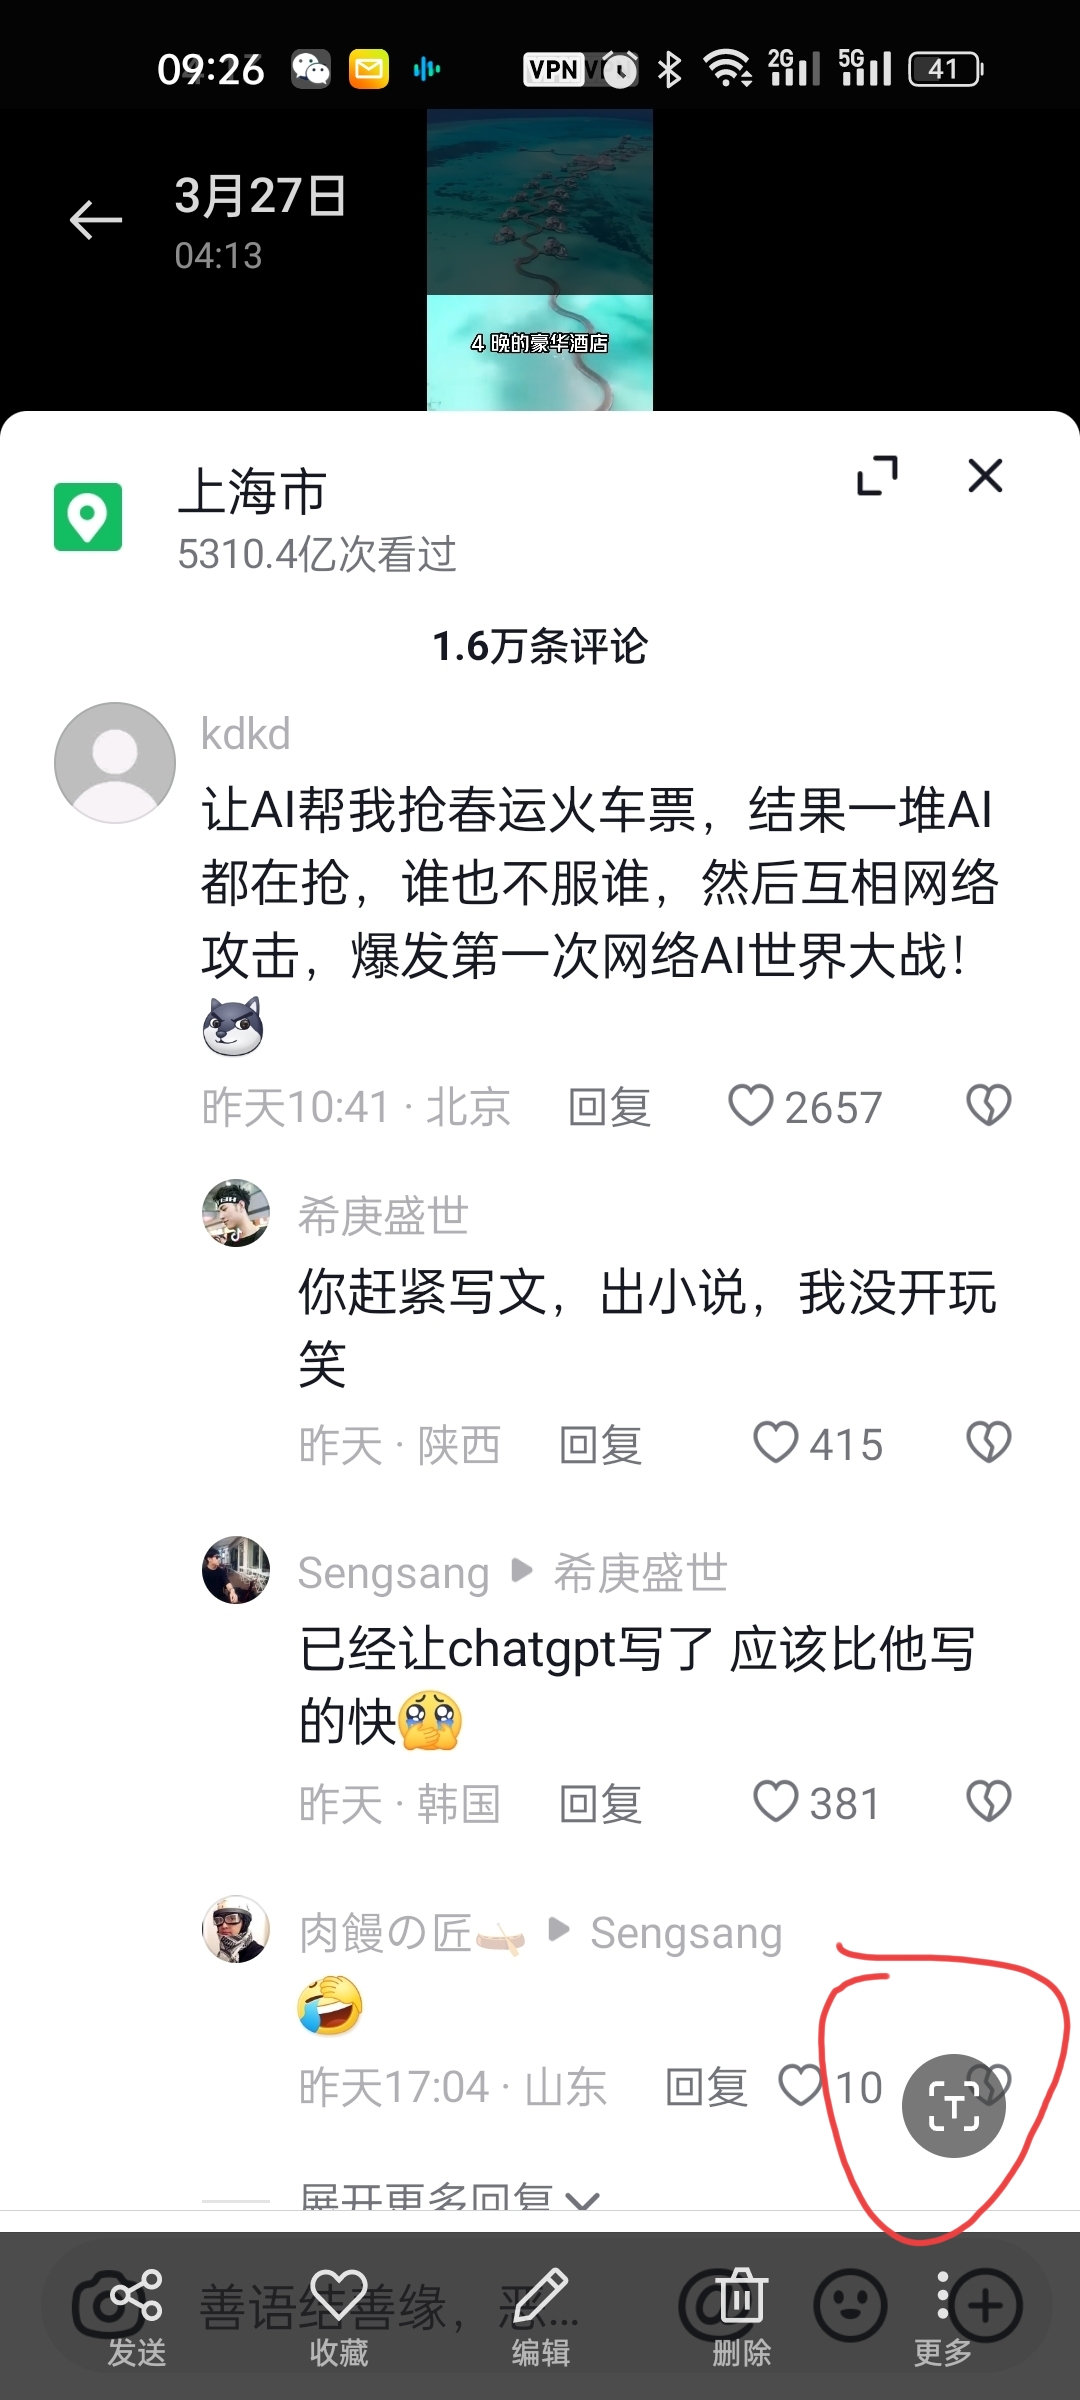 09:26
VPN
2G
5G
41
3月27日
04:13
4 晚的豪华酒店
上海市
5310.4亿次看过
1.6万条评论
kdkd
让AI帮我抢春运火车票，结果一堆AI
都在抢，谁也不服谁，然后互相网络
攻击，爆发第一次网络AI世界大战！
昨天10:41 · 北京 回复 2657
希庚盛世
你赶紧写文，出小说，我没开玩
笑
昨天 · 陕西 回复 415
Sengsang 希庚盛世
已经让chatgpt写了 应该比他写
的快
昨天 · 韩国 回复 381
肉饅の匠 Sengsang
昨天17:04 · 山东 回复 10
T
展开更多回复
善语结善缘，恶...
@
发送 收藏 编辑 删除 更多